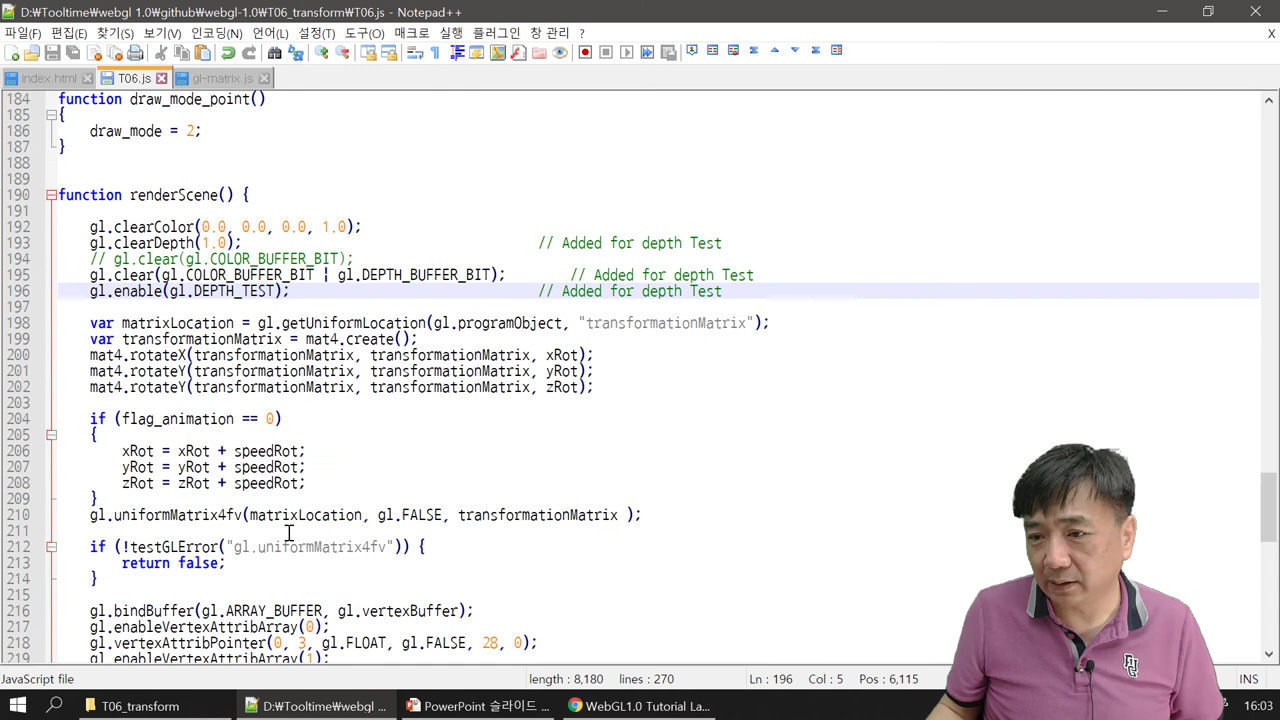 D:₩Tooltime₩webgl 1.0₩github₩webgl-1.0₩T06_transform₩T06.js - Notepad++
파일(F) 편집(E) 찾기(S) 보기(V) 인코딩(N) 언어(L) 설정(T) 도구(O) 매크로 실행 플러그인 창 관리 ? X
index.html T06.js gl-matrix.js
184 function draw_mode_point()
185 {
186 draw_mode = 2;
187 }
188
189
190 function renderScene() {
191
192 gl.clearColor(0.0, 0.0, 0.0, 1.0);
193 gl.clearDepth(1.0); // Added for depth Test
194 // gl.clear(gl.COLOR_BUFFER_BIT);
195 gl.clear(gl.COLOR_BUFFER_BIT | gl.DEPTH_BUFFER_BIT); // Added for depth Test
196 gl.enable(gl.DEPTH_TEST); // Added for depth Test
197
198 var matrixLocation = gl.getUniformLocation(gl.programObject, "transformationMatrix");
199 var transformationMatrix = mat4.create();
200 mat4.rotateX(transformationMatrix, transformationMatrix, xRot);
201 mat4.rotateY(transformationMatrix, transformationMatrix, yRot);
202 mat4.rotateY(transformationMatrix, transformationMatrix, zRot);
203
204 if (flag_animation == 0)
205 {
206 xRot = xRot + speedRot;
207 yRot = yRot + speedRot;
208 zRot = zRot + speedRot;
209 }
210 gl.uniformMatrix4fv(matrixLocation, gl.FALSE, transformationMatrix );
211
212 if (!testGLError("gl.uniformMatrix4fv")) {
213 return false;
214 }
215
216 gl.bindBuffer(gl.ARRAY_BUFFER, gl.vertexBuffer);
217 gl.enableVertexAttribArray(0);
218 gl.vertexAttribPointer(0, 3, gl.FLOAT, gl.FALSE, 28, 0);
219 gl.enableVertexAttribArray(1);
JavaScript file length : 8,180 lines : 270 Ln : 196 Col : 5 Pos : 6,115 INS
T06_transform D:₩Tooltime₩webgl ... PowerPoint 슬라이드 ... WebGL1.0 Tutorial La... 16:03